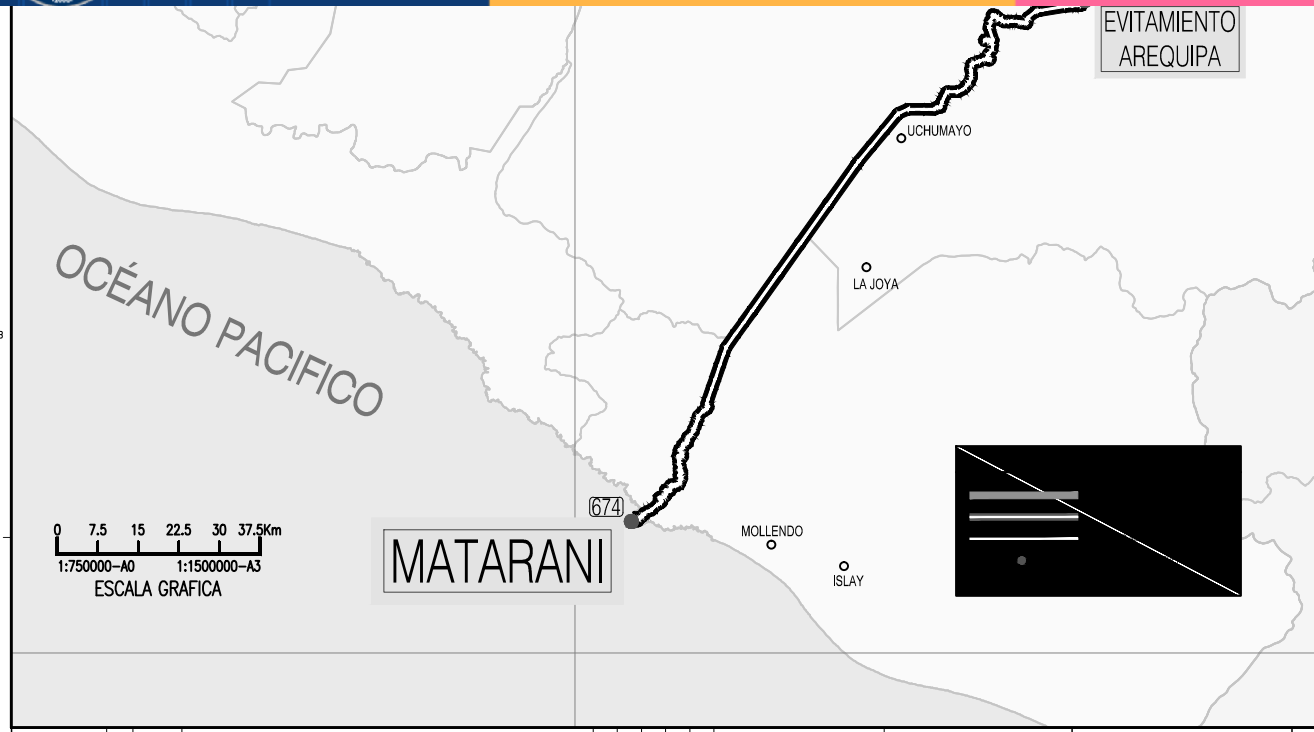 EVITAMIENTO
AREQUIPA
UCHUMAYO
LA JOYA
OCÉANO PACIFICO
674
MATARANI
MOLLENDO
ISLAY
0 7.5 15 22.5 30 37.5Km
1:750000-A0 1:1500000-A3
ESCALA GRAFICA